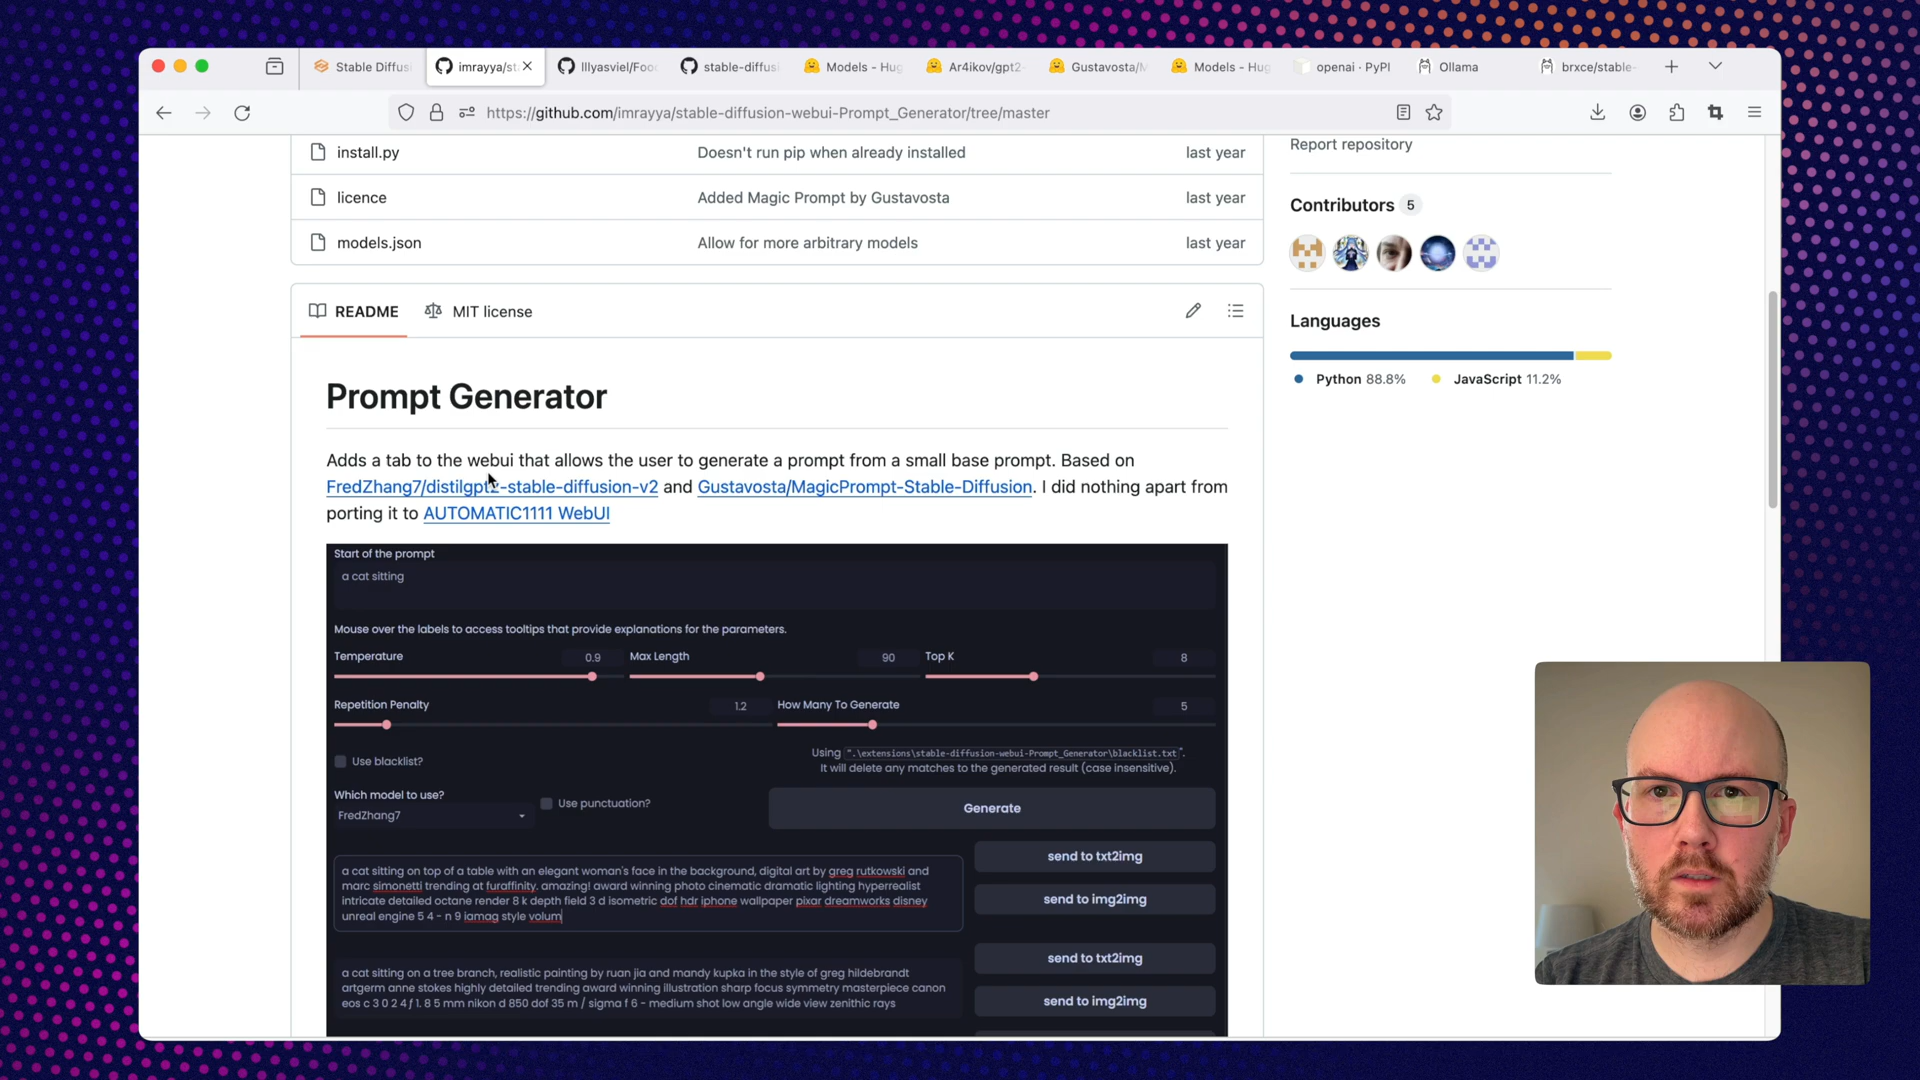 Stable Diffus
imrayya/st
lllyasviel/Foo
stable-diffus
Models - Hug
Ar4ikov/gpt2-
Gustavosta/M
Models - Hug
openai · PyPI
Ollama
brxce/stable-
https://github.com/imrayya/stable-diffusion-webui-Prompt_Generator/tree/master
install.py Doesn't run pip when already installed last year
licence Added Magic Prompt by Gustavosta last year
models.json Allow for more arbitrary models last year
README MIT license
Prompt Generator
Adds a tab to the webui that allows the user to generate a prompt from a small base prompt. Based on
FredZhang7/distilgpt2-stable-diffusion-v2 and Gustavosta/MagicPrompt-Stable-Diffusion. I did nothing apart from
porting it to AUTOMATIC1111 WebUI
Start of the prompt
a cat sitting
Mouse over the labels to access tooltips that provide explanations for the parameters.
Temperature 0.9 Max Length 90 Top K 8
Repetition Penalty 1.2 How Many To Generate 5
Use blacklist?
Using ".\extensions\stable-diffusion-webui-Prompt_Generator\blacklist.txt".
It will delete any matches to the generated result (case insensitive).
Which model to use?
FredZhang7
Use punctuation?
Generate
a cat sitting on top of a table with an elegant woman's face in the background, digital art by greg rutkowski and
marc simonetti trending at furaffinity. amazing! award winning photo cinematic dramatic lighting hyperrealist
intricate detailed octane render 8 k depth field 3 d isometric dof hdr iphone wallpaper pixar dreamworks disney
unreal engine 5 4 - n 9 iamag style volum
send to txt2img
send to img2img
a cat sitting on a tree branch, realistic painting by ruan jia and mandy kupka in the style of greg hildebrandt
artgerm anne stokes highly detailed trending award winning illustration sharp focus symmetry masterpiece canon
eos c 3 0 2 4 f 1. 8 5 mm nikon d 850 dof 35 m / sigma f 6 - medium shot low angle wide view zenithic rays
send to txt2img
send to img2img
Report repository
Contributors 5
Languages
Python 88.8% JavaScript 11.2%